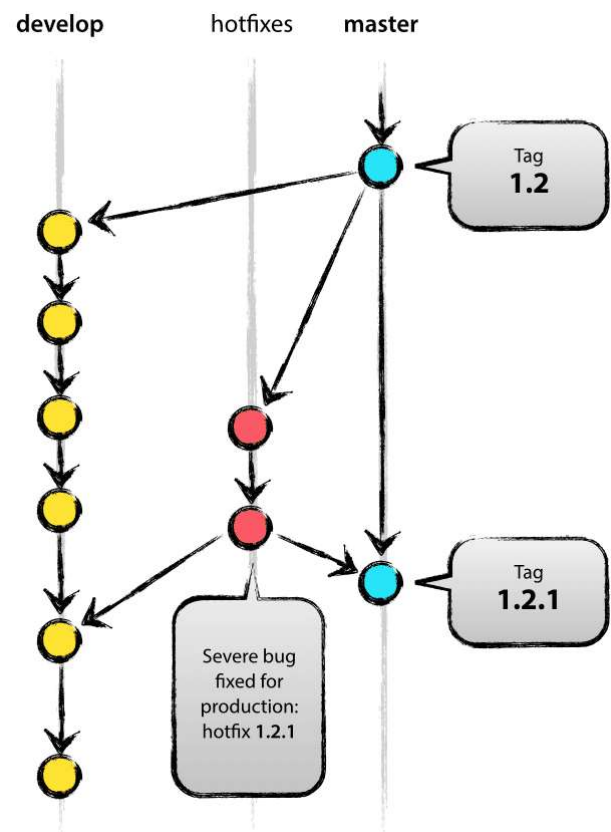 develop
hotfixes
master
Tag
1.2
Tag
1.2.1
Severe bug
fixed for
production:
hotfix 1.2.1